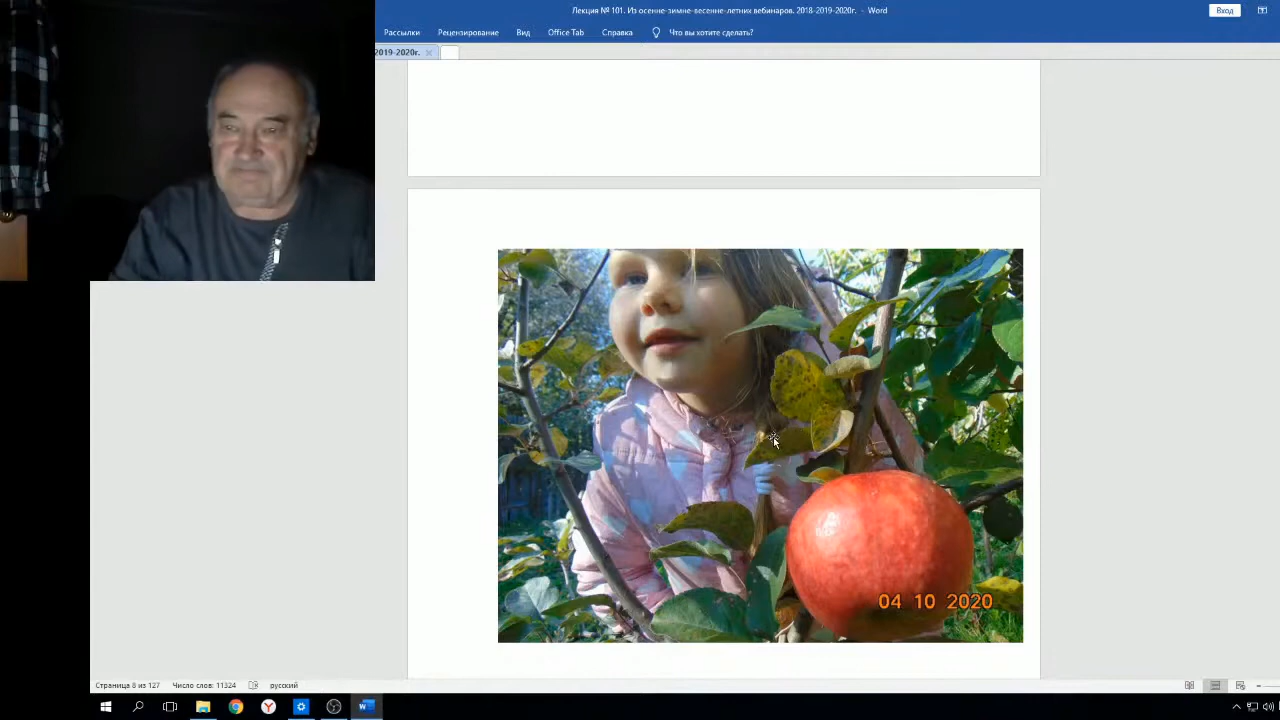 Лекция № 101. Из осенне-зимне-весенне-летних вебинаров. 2018-2019-2020г. - Word
Вход
Рассылки Рецензирование Вид Office Tab Справка Что вы хотите сделать?
2019-2020г.
04 10 2020
Страница 8 из 127 Число слов: 11324 русский